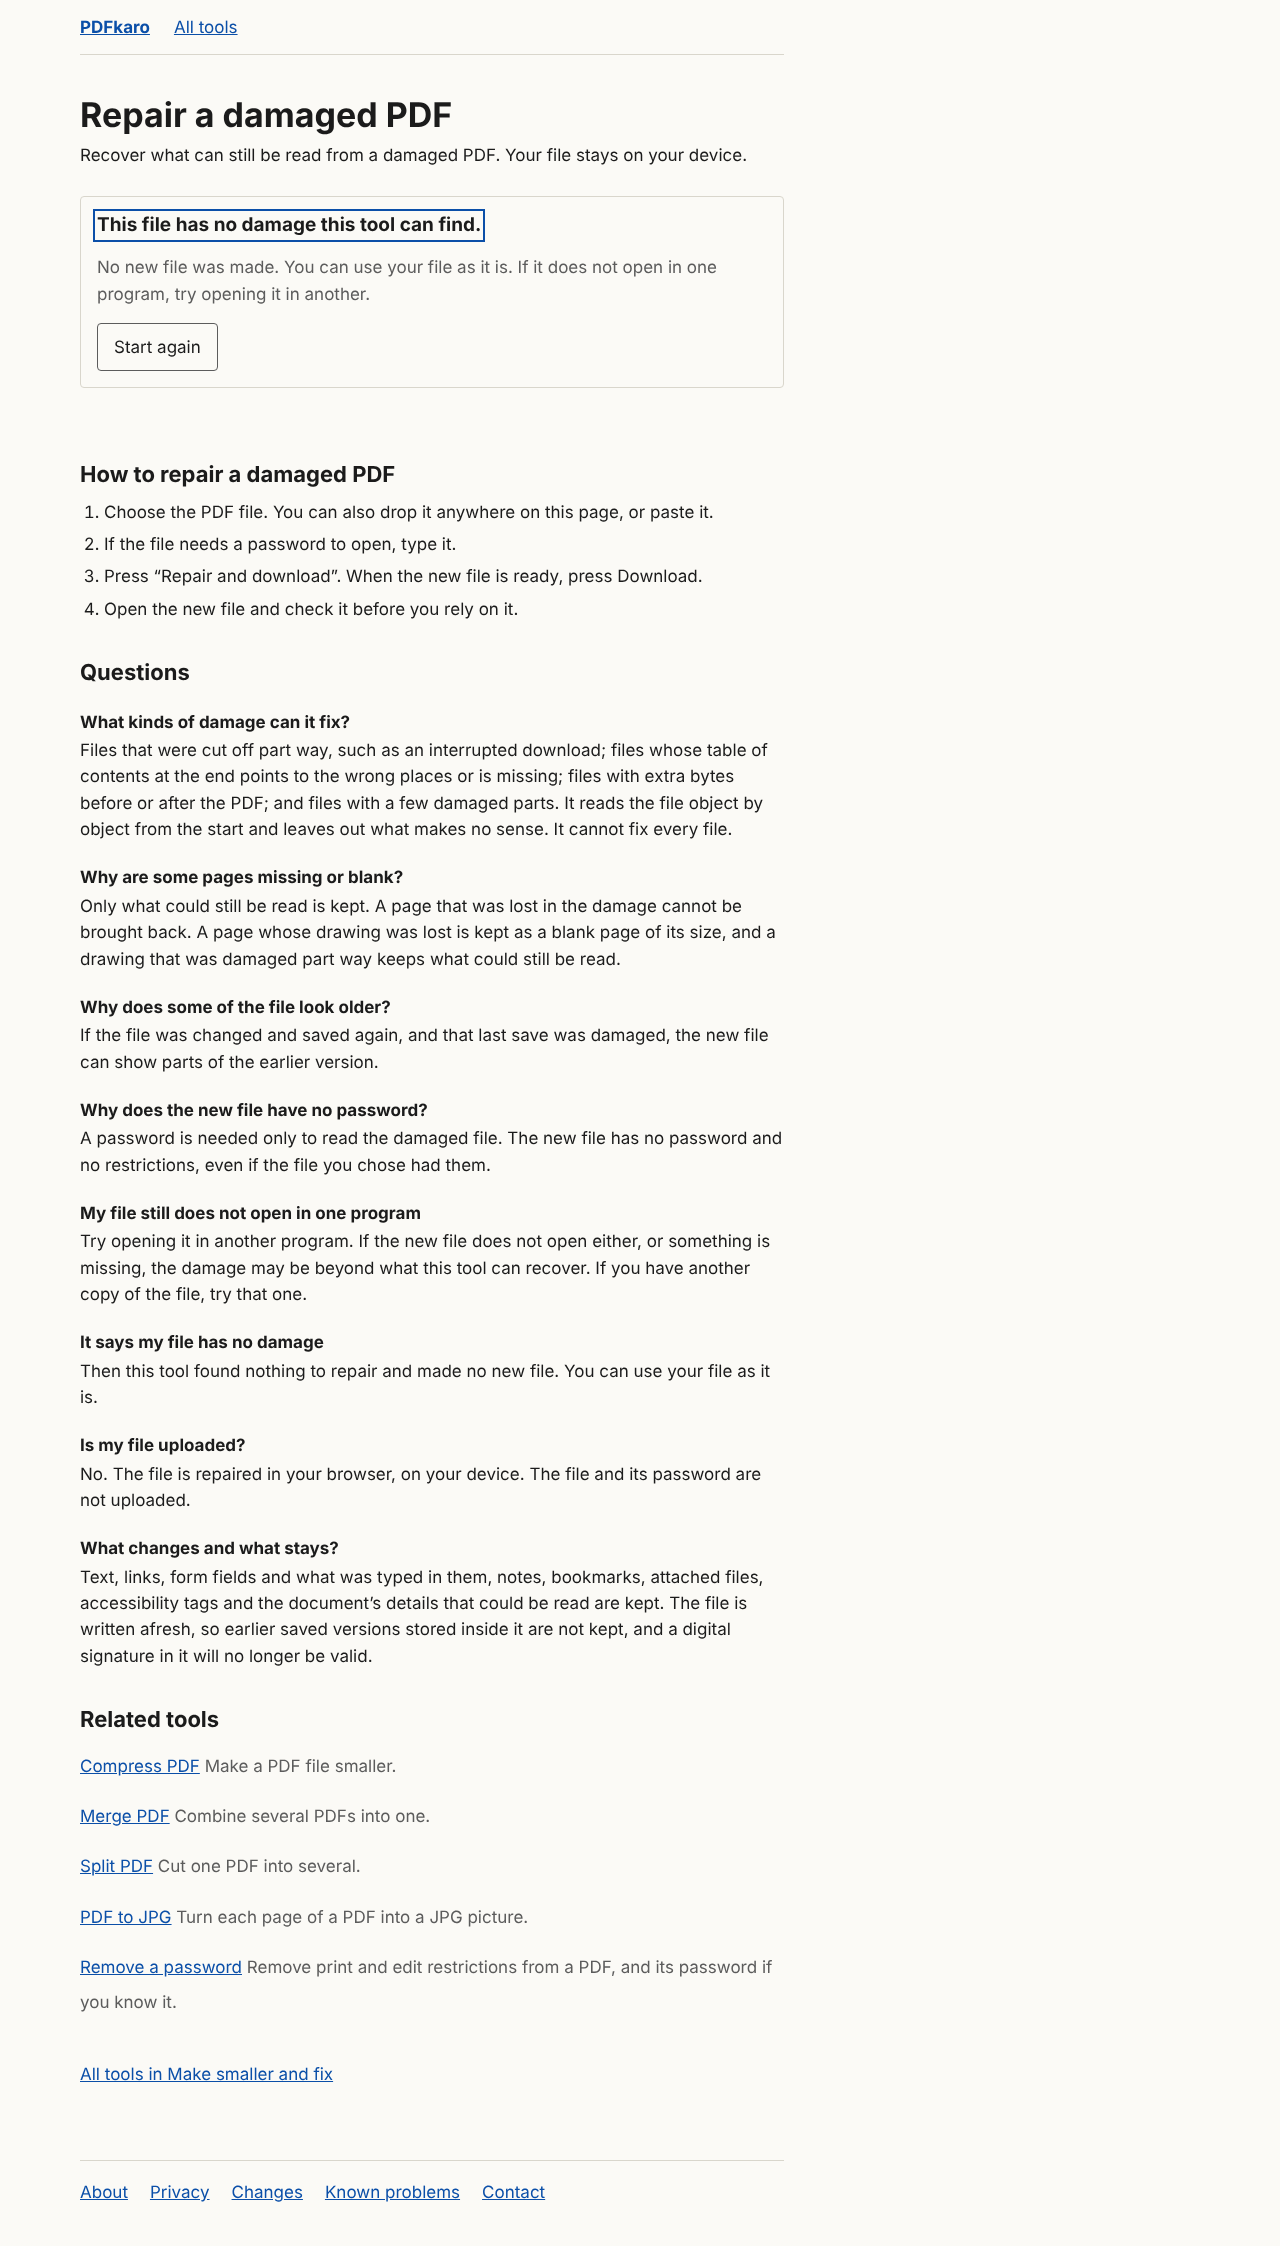 PDFkaro All tools
Repair a damaged PDF
Recover what can still be read from a damaged PDF. Your file stays on your device.
This file has no damage this tool can find.
No new file was made. You can use your file as it is. If it does not open in one
program, try opening it in another.
Start again
How to repair a damaged PDF
1. Choose the PDF file. You can also drop it anywhere on this page, or paste it.
2. If the file needs a password to open, type it.
3. Press “Repair and download”. When the new file is ready, press Download.
4. Open the new file and check it before you rely on it.
Questions
What kinds of damage can it fix?
Files that were cut off part way, such as an interrupted download; files whose table of
contents at the end points to the wrong places or is missing; files with extra bytes
before or after the PDF; and files with a few damaged parts. It reads the file object by
object from the start and leaves out what makes no sense. It cannot fix every file.
Why are some pages missing or blank?
Only what could still be read is kept. A page that was lost in the damage cannot be
brought back. A page whose drawing was lost is kept as a blank page of its size, and a
drawing that was damaged part way keeps what could still be read.
Why does some of the file look older?
If the file was changed and saved again, and that last save was damaged, the new file
can show parts of the earlier version.
Why does the new file have no password?
A password is needed only to read the damaged file. The new file has no password and
no restrictions, even if the file you chose had them.
My file still does not open in one program
Try opening it in another program. If the new file does not open either, or something is
missing, the damage may be beyond what this tool can recover. If you have another
copy of the file, try that one.
It says my file has no damage
Then this tool found nothing to repair and made no new file. You can use your file as it
is.
Is my file uploaded?
No. The file is repaired in your browser, on your device. The file and its password are
not uploaded.
What changes and what stays?
Text, links, form fields and what was typed in them, notes, bookmarks, attached files,
accessibility tags and the document’s details that could be read are kept. The file is
written afresh, so earlier saved versions stored inside it are not kept, and a digital
signature in it will no longer be valid.
Related tools
Compress PDF Make a PDF file smaller.
Merge PDF Combine several PDFs into one.
Split PDF Cut one PDF into several.
PDF to JPG Turn each page of a PDF into a JPG picture.
Remove a password Remove print and edit restrictions from a PDF, and its password if
you know it.
All tools in Make smaller and fix
About Privacy Changes Known problems Contact